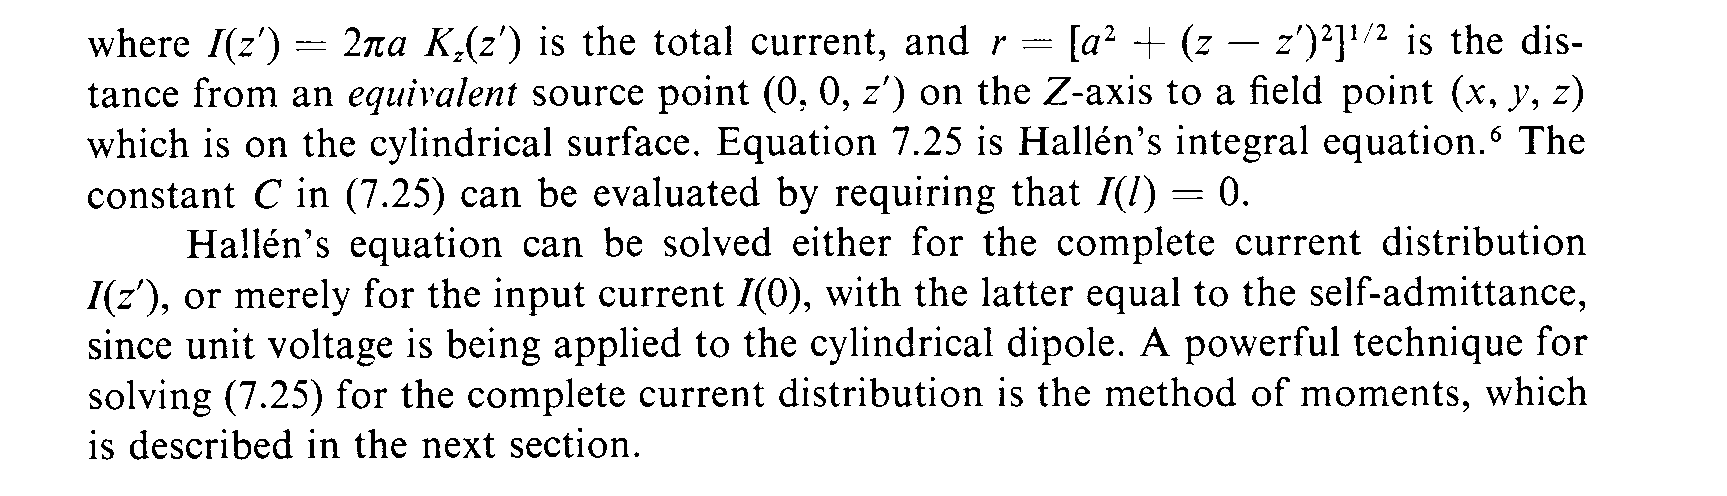 where I(z′) = 2πa K_z(z′) is the total current, and r = [a² + (z − z′)²]^{1/2} is the dis-
tance from an equivalent source point (0, 0, z′) on the Z-axis to a field point (x, y, z)
which is on the cylindrical surface. Equation 7.25 is Hallén’s integral equation.⁶ The
constant C in (7.25) can be evaluated by requiring that I(l) = 0.
Hallén’s equation can be solved either for the complete current distribution
I(z′), or merely for the input current I(0), with the latter equal to the self-admittance,
since unit voltage is being applied to the cylindrical dipole. A powerful technique for
solving (7.25) for the complete current distribution is the method of moments, which
is described in the next section.